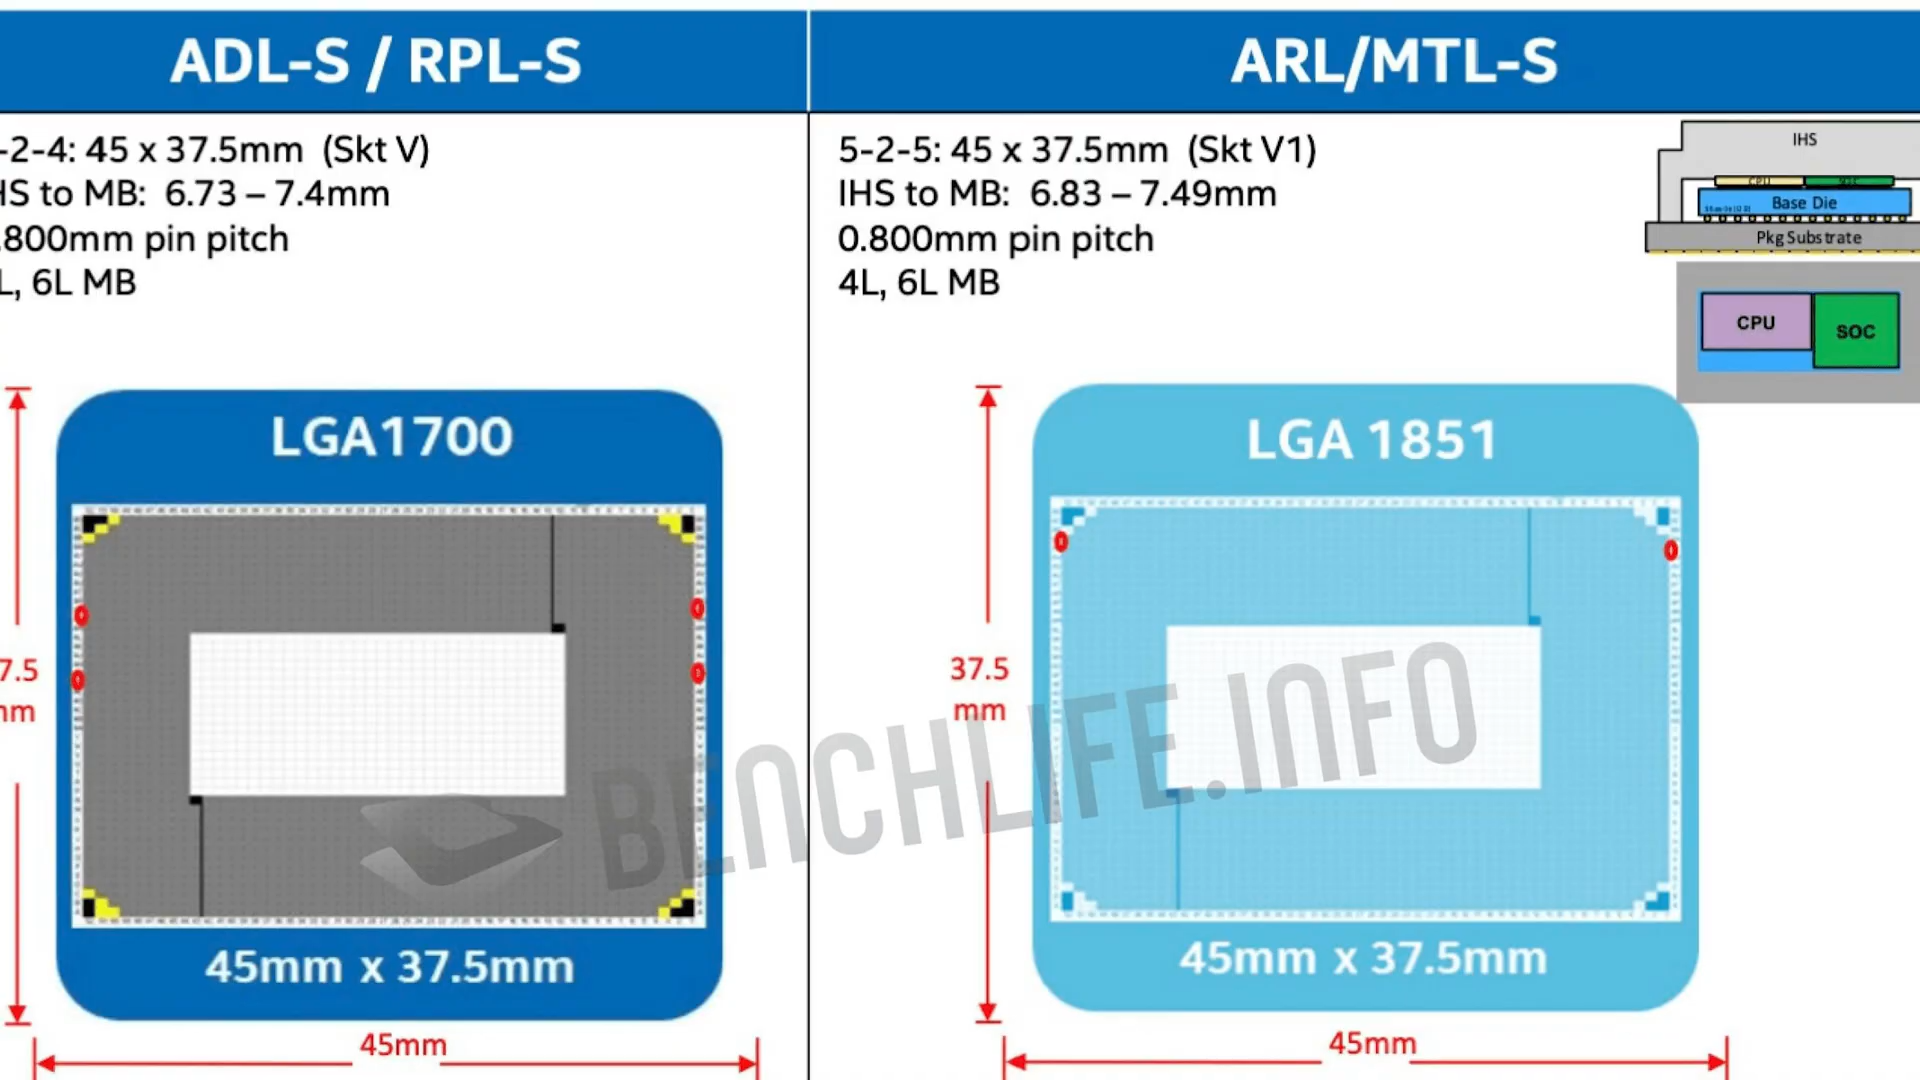 ADL-S / RPL-S
ARL/MTL-S
-2-4: 45 x 37.5mm (Skt V)
HS to MB: 6.73 – 7.4mm
.800mm pin pitch
L, 6L MB
5-2-5: 45 x 37.5mm (Skt V1)
IHS to MB: 6.83 – 7.49mm
0.800mm pin pitch
4L, 6L MB
IHS
CPU
SOC
Base Die
Pkg Substrate
CPU
SOC
LGA1700
7.5
mm
45mm x 37.5mm
45mm
LGA 1851
37.5
mm
45mm x 37.5mm
45mm
BENCHLIFE.INFO